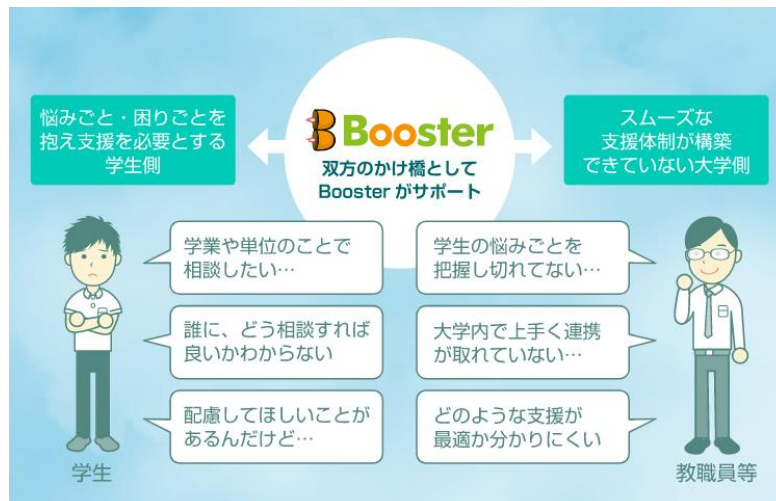 悩みごと・困りごとを
抱え支援を必要とする
学生側
Booster
双方のかけ橋として
Boosterがサポート
スムーズな
支援体制が構築
できていない大学側
学業や単位のことで
相談したい…
誰に、どう相談すれば
良いかわからない
配慮してほしいことが
あるんだけど…
学生
学生の悩みごとを
把握し切れてない…
大学内で上手く連携
が取れていない…
どのような支援が
最適か分かりにくい
教職員等